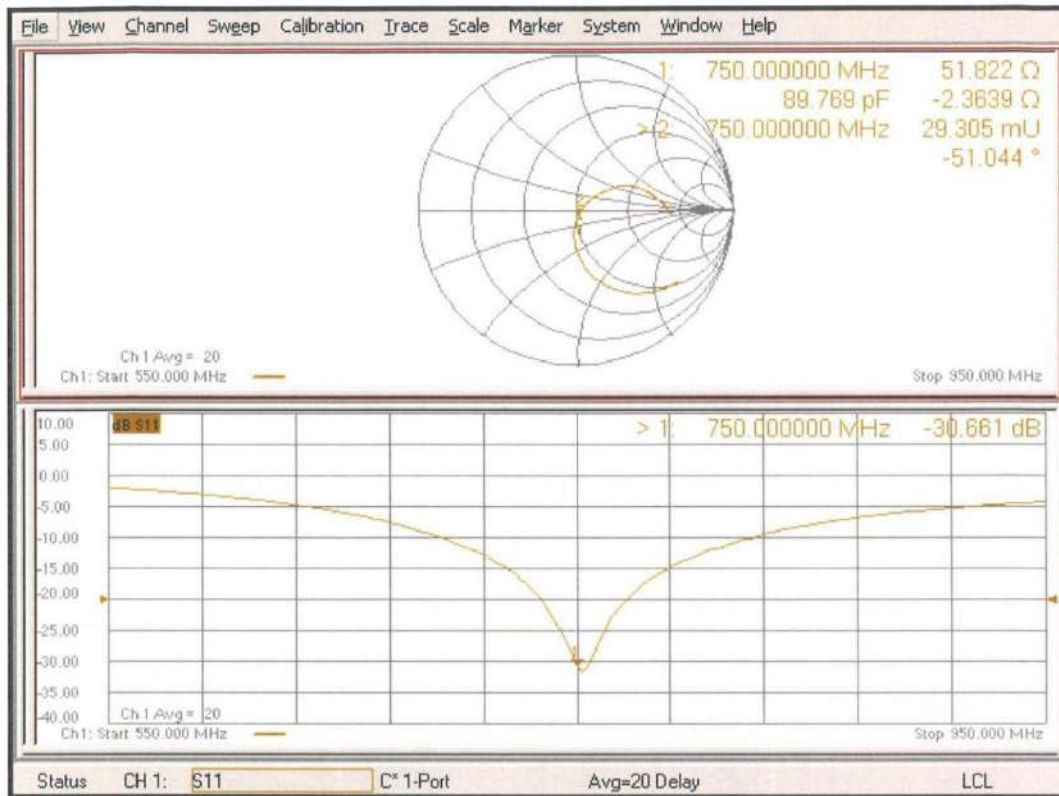 File View Channel Sweep Calibration Trace Scale Marker System Window Help
1: 750.000000 MHz 51.822 Ω
89.769 pF -2.3639 Ω
> 2: 750.000000 MHz 29.305 mU
-51.044 °
Ch 1 Avg = 20
Ch1: Start 550.000 MHz Stop 950.000 MHz
10.00 dB S11 > 1: 750.000000 MHz -30.661 dB
5.00
0.00
-5.00
-10.00
-15.00
-20.00
-25.00
-30.00
-35.00
-40.00
Ch 1 Avg = 20
Ch1: Start 550.000 MHz Stop 950.000 MHz
Status CH 1: S11 C* 1-Port Avg=20 Delay LCL